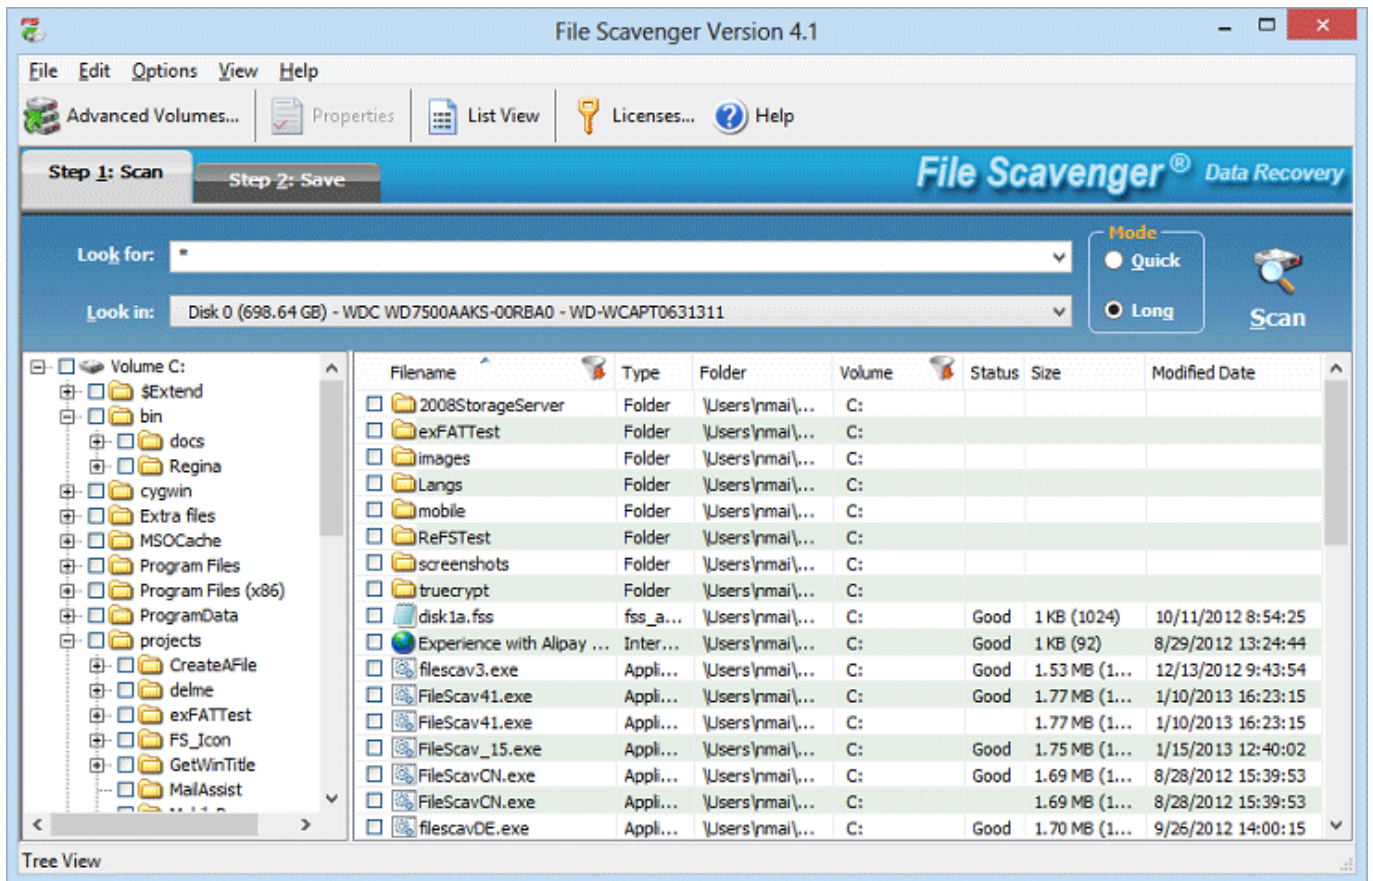 File Scavenger Version 4.1
File Edit Options View Help
Advanced Volumes... Properties List View Licenses... Help
Step 1: Scan Step 2: Save File Scavenger® Data Recovery
Look for: * Mode
Quick
Look in: Disk 0 (698.64 GB) - WDC WD7500AAKS-00RBA0 - WD-WCAPT0631311 Long Scan
Volume C:
$Extend
bin
docs
Regina
cygwin
Extra files
MSOCache
Program Files
Program Files (x86)
ProgramData
projects
CreateAFile
delme
exFATTest
FS_Icon
GetWinTitle
MailAssist
Filename Type Folder Volume Status Size Modified Date
2008StorageServer Folder \Users\nmai\... C:
exFATTest Folder \Users\nmai\... C:
images Folder \Users\nmai\... C:
Langs Folder \Users\nmai\... C:
mobile Folder \Users\nmai\... C:
ReFSTest Folder \Users\nmai\... C:
screenshots Folder \Users\nmai\... C:
truecrypt Folder \Users\nmai\... C:
disk1a.fss fss_a... \Users\nmai\... C: Good 1 KB (1024) 10/11/2012 8:54:25
Experience with Alipay ... Inter... \Users\nmai\... C: Good 1 KB (92) 8/29/2012 13:24:44
filescav3.exe Appli... \Users\nmai\... C: Good 1.53 MB (1... 12/13/2012 9:43:54
FileScav41.exe Appli... \Users\nmai\... C: Good 1.77 MB (1... 1/10/2013 16:23:15
FileScav41.exe Appli... \Users\nmai\... C: 1.77 MB (1... 1/10/2013 16:23:15
FileScav_15.exe Appli... \Users\nmai\... C: Good 1.75 MB (1... 1/15/2013 12:40:02
FileScavCN.exe Appli... \Users\nmai\... C: Good 1.69 MB (1... 8/28/2012 15:39:53
FileScavCN.exe Appli... \Users\nmai\... C: 1.69 MB (1... 8/28/2012 15:39:53
filescavDE.exe Appli... \Users\nmai\... C: Good 1.70 MB (1... 9/26/2012 14:00:15
Tree View